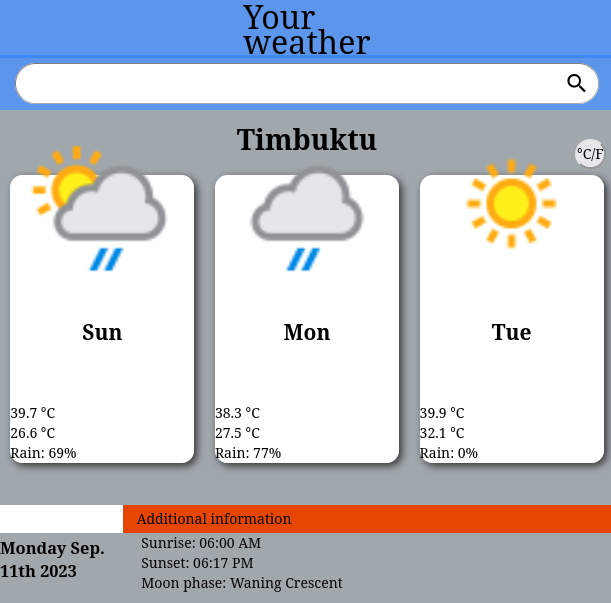 Your
weather
Timbuktu
°C/F
Sun
39.7 °C
26.6 °C
Rain: 69%
Mon
38.3 °C
27.5 °C
Rain: 77%
Tue
39.9 °C
32.1 °C
Rain: 0%
Additional information
Monday Sep.
11th 2023
Sunrise: 06:00 AM
Sunset: 06:17 PM
Moon phase: Waning Crescent